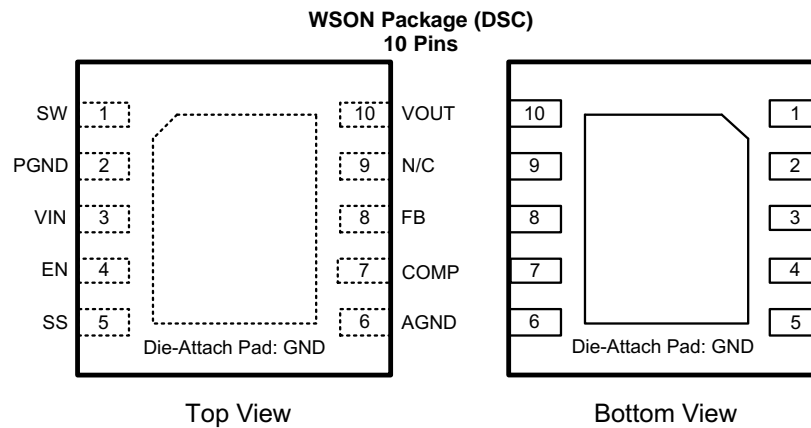 WSON Package (DSC)
10 Pins
SW 1 10 VOUT 10 1
PGND 2 9 N/C 9 2
VIN 3 8 FB 8 3
EN 4 7 COMP 7 4
SS 5 6 AGND 6 5
Die-Attach Pad: GND Die-Attach Pad: GND
Top View Bottom View